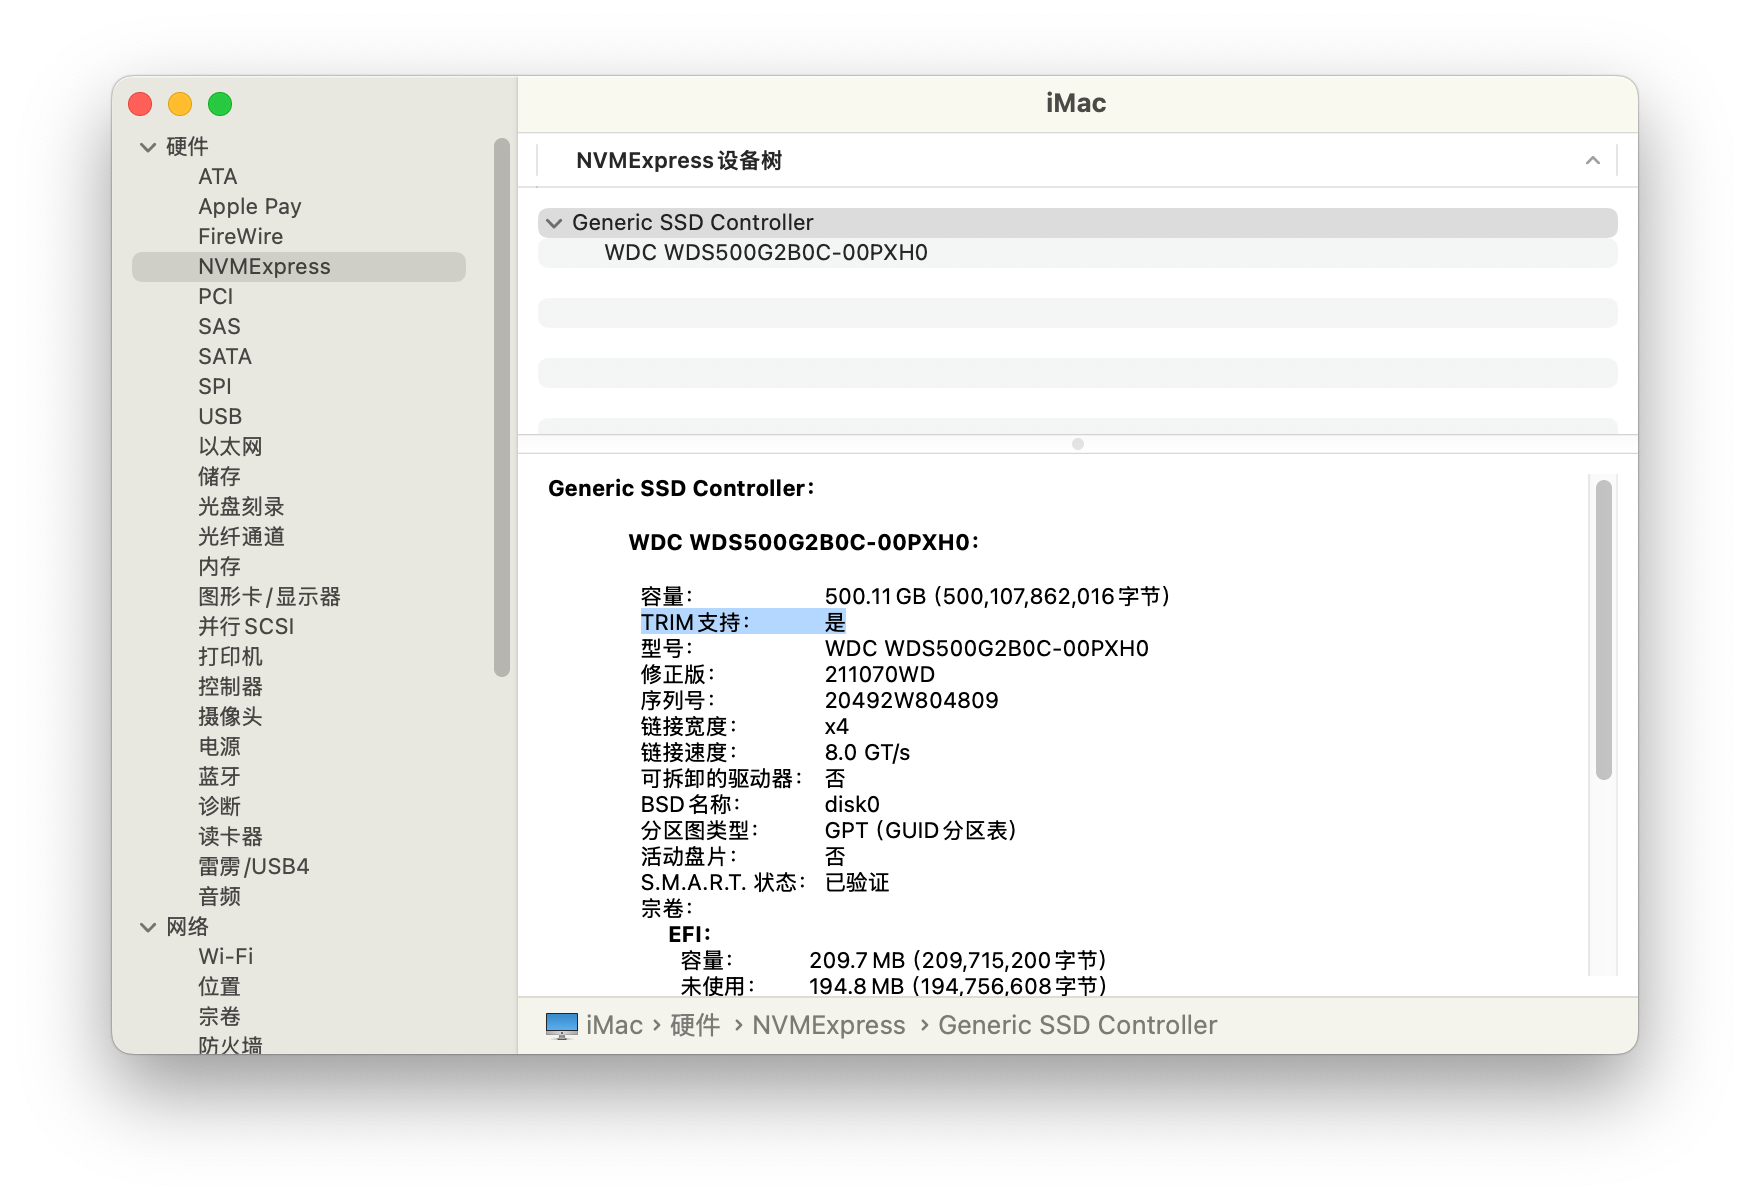 iMac
硬件
ATA
Apple Pay
FireWire
NVMExpress
PCI
SAS
SATA
SPI
USB
以太网
储存
光盘刻录
光纤通道
内存
图形卡/显示器
并行SCSI
打印机
控制器
摄像头
电源
蓝牙
诊断
读卡器
雷雳/USB4
音频
网络
Wi-Fi
位置
宗卷
防火墙
NVMExpress设备树
Generic SSD Controller
WDC WDS500G2B0C-00PXH0
Generic SSD Controller：
WDC WDS500G2B0C-00PXH0：
容量： 500.11 GB（500,107,862,016字节）
TRIM支持： 是
型号： WDC WDS500G2B0C-00PXH0
修正版： 211070WD
序列号： 20492W804809
链接宽度： x4
链接速度： 8.0 GT/s
可拆卸的驱动器： 否
BSD名称： disk0
分区图类型： GPT（GUID分区表）
活动盘片： 否
S.M.A.R.T. 状态： 已验证
宗卷：
EFI：
容量： 209.7 MB（209,715,200字节）
未使用： 194.8 MB（194,756,608字节）
iMac › 硬件 › NVMExpress › Generic SSD Controller